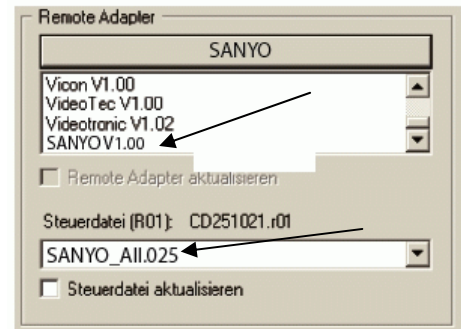 Remote Adapter
SANYO
Vicon V1.00
VideoTec V1.00
Videotronic V1.02
SANYO V1.00
Remote Adapter aktualisieren
Steuerdatei (R01): CD251021.r01
SANYO_All.025
Steuerdatei aktualisieren